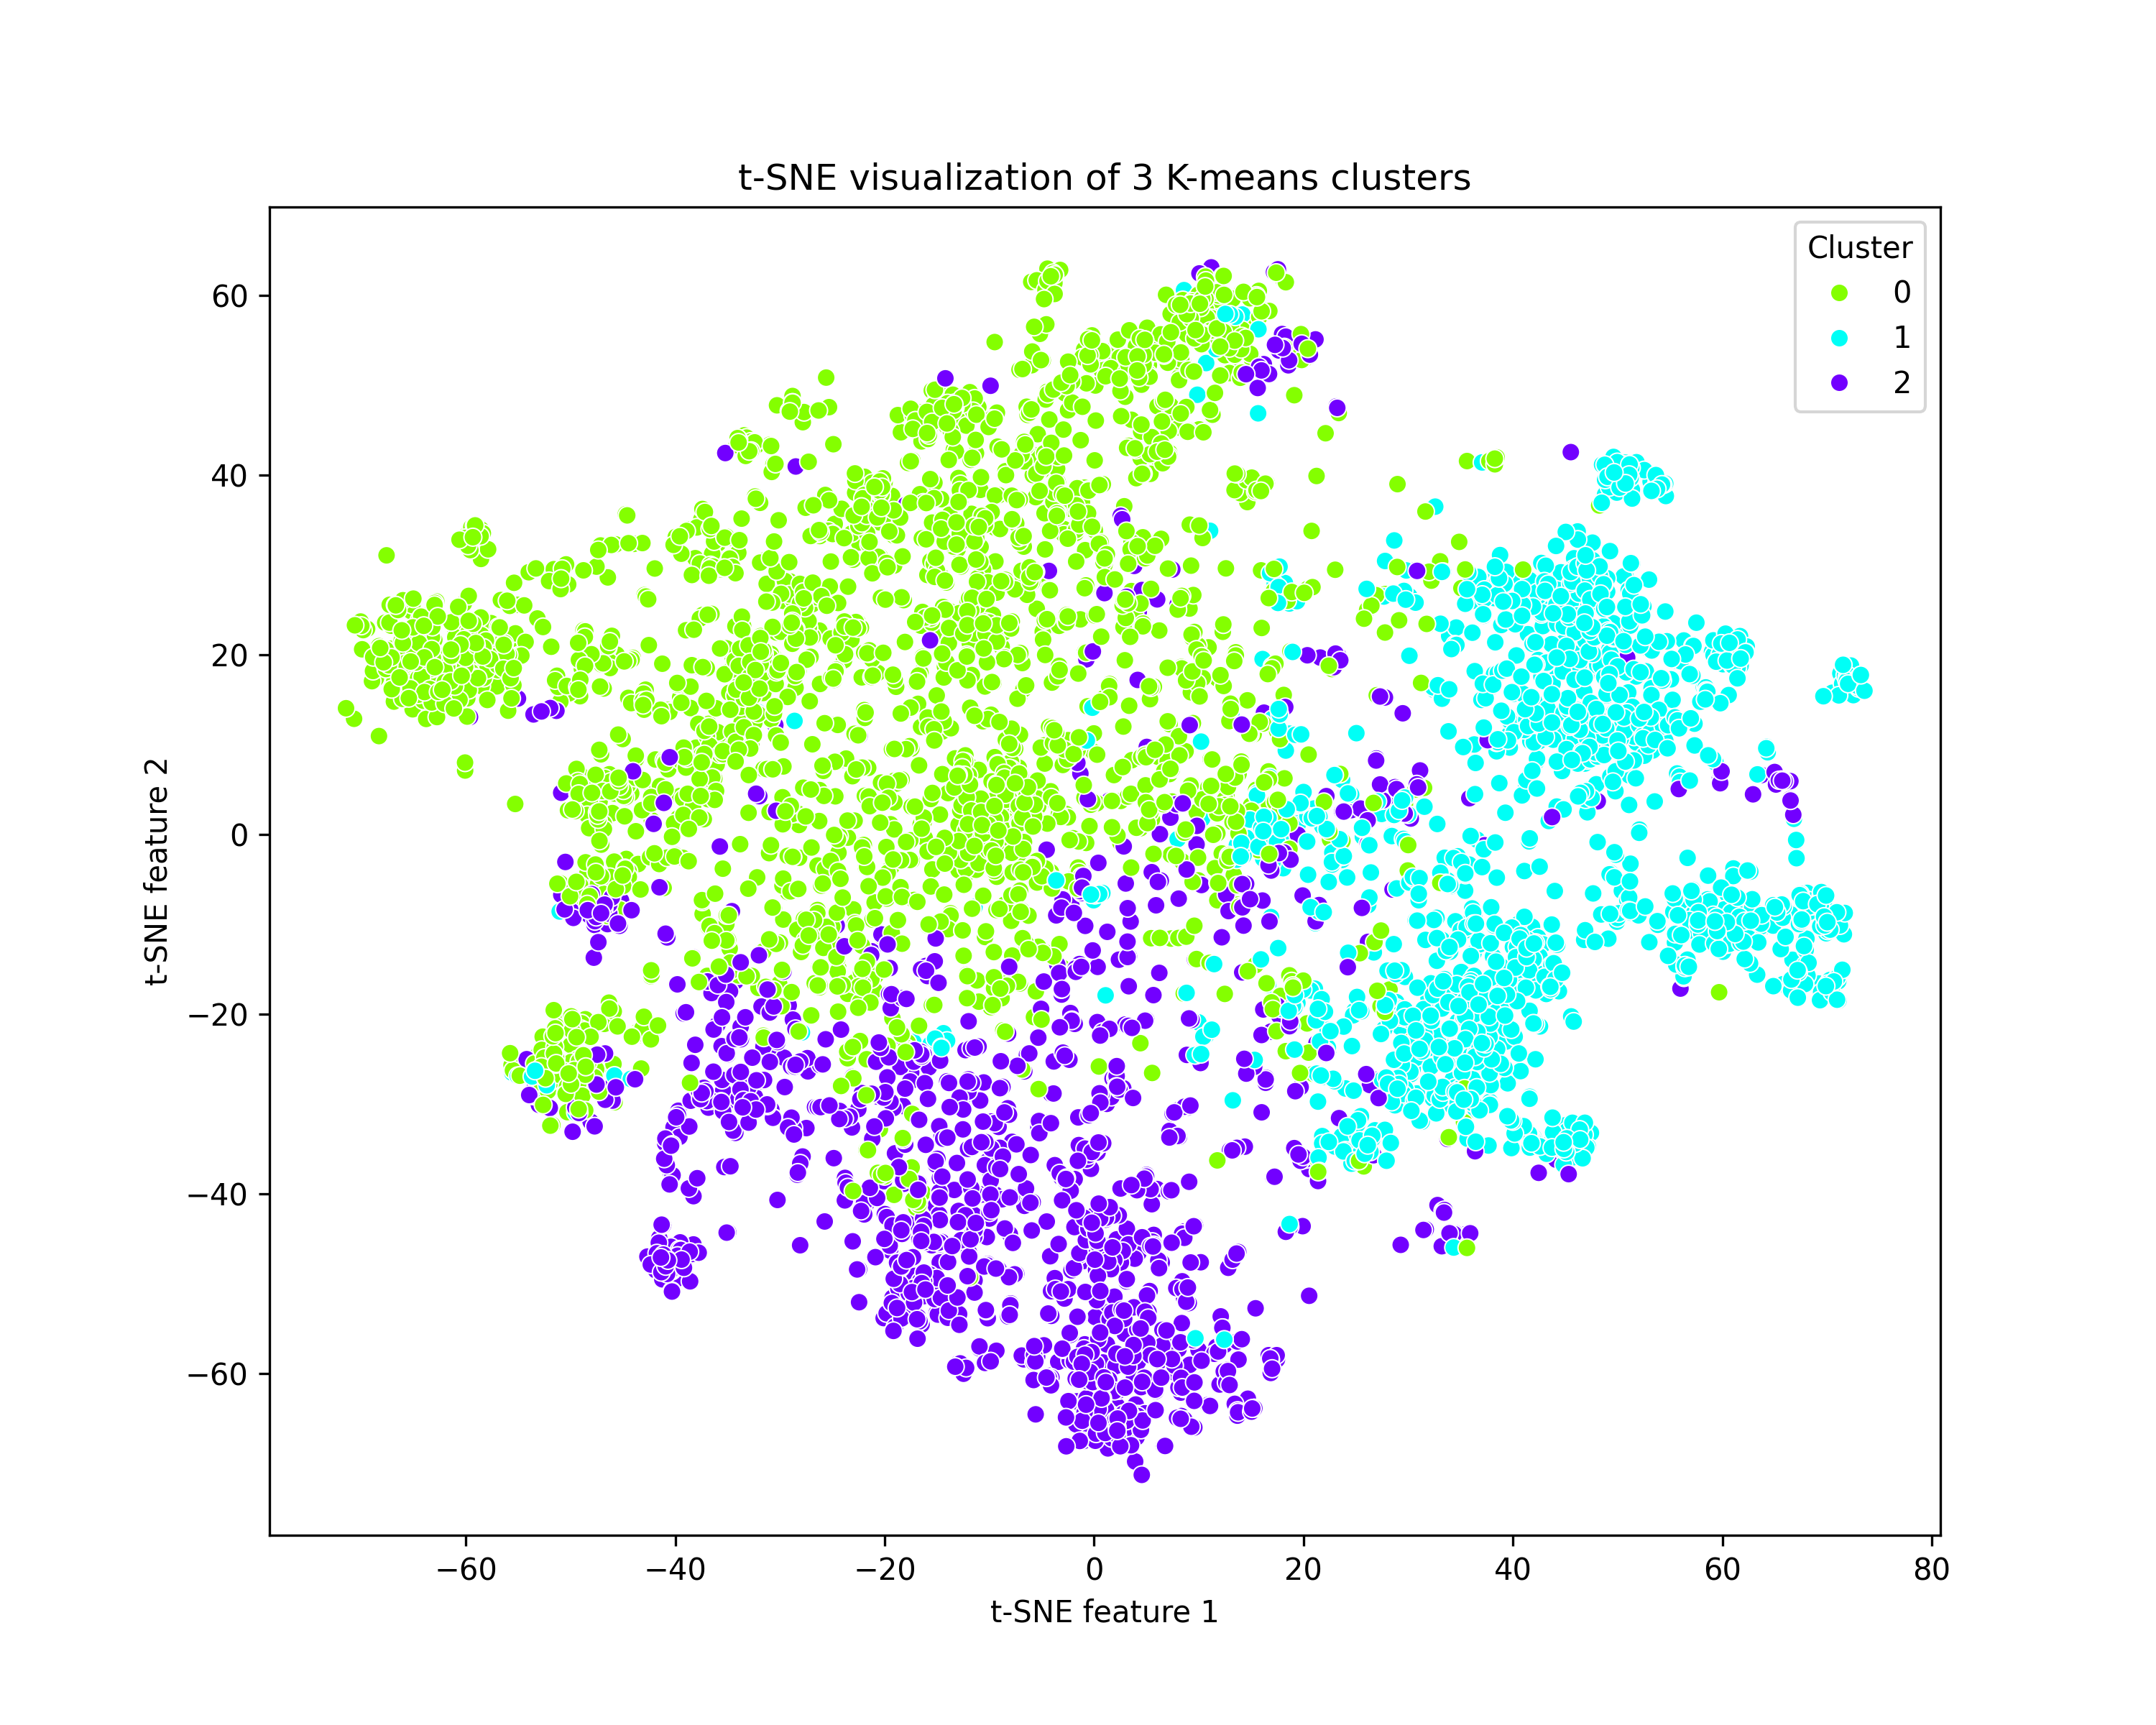 t-SNE visualization of 3 K-means clusters
Cluster
0
1
2
60
40
20
0
−20
−40
−60
t-SNE feature 2
−60 −40 −20 0 20 40 60 80
t-SNE feature 1